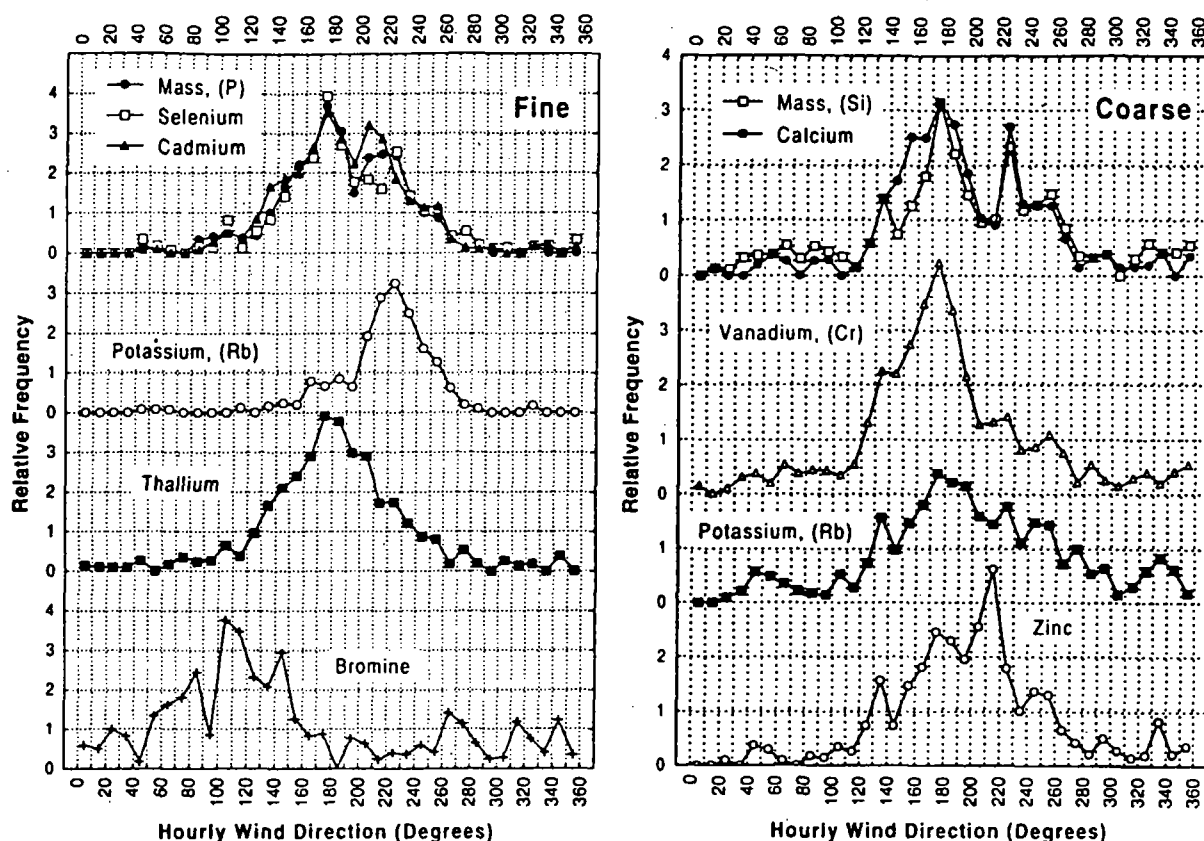 0 20 40 60 80 100 120 140 160 180 200 220 240 260 280 300 320 340 360
4
3
2
1
0
3
2
1
0
3
2
1
0
4
3
2
1
0
Relative Frequency
Mass, (P)
Selenium
Cadmium
Fine
Potassium, (Rb)
Thallium
Bromine
0 20 40 60 80 100 120 140 160 180 200 220 240 260 280 300 320 340 360
Hourly Wind Direction (Degrees)
0 20 40 60 80 100 120 140 160 180 200 220 240 260 280 300 320 340 360
4
3
2
1
0
3
2
1
0
1
0
2
1
0
Relative Frequency
Mass, (Si)
Calcium
Coarse
Vanadium, (Cr)
Potassium, (Rb)
Zinc
0 20 40 60 80 100 120 140 160 180 200 220 240 260 280 300 320 340 360
Hourly Wind Direction (Degrees)